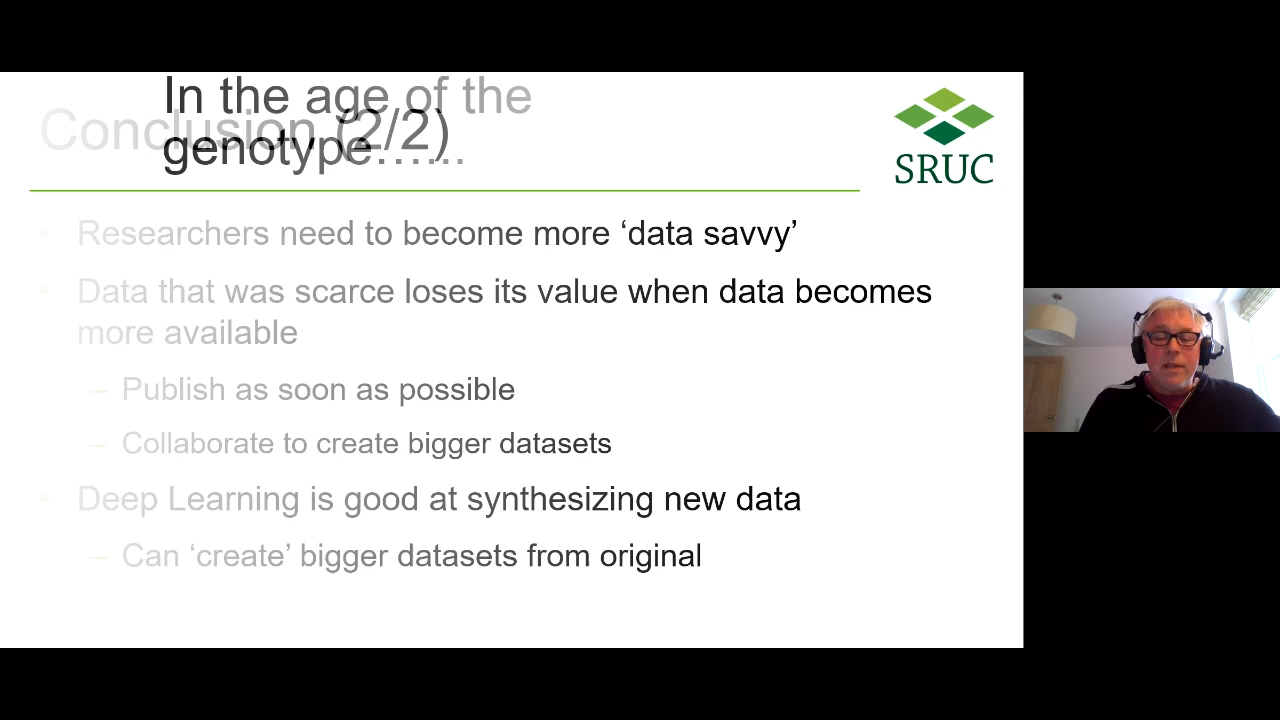 In the age of the
genotype......
Conclusion (2/2)
SRUC
• Researchers need to become more ‘data savvy’
• Data that was scarce loses its value when data becomes
more available
– Publish as soon as possible
– Collaborate to create bigger datasets
• Deep Learning is good at synthesizing new data
– Can ‘create’ bigger datasets from original